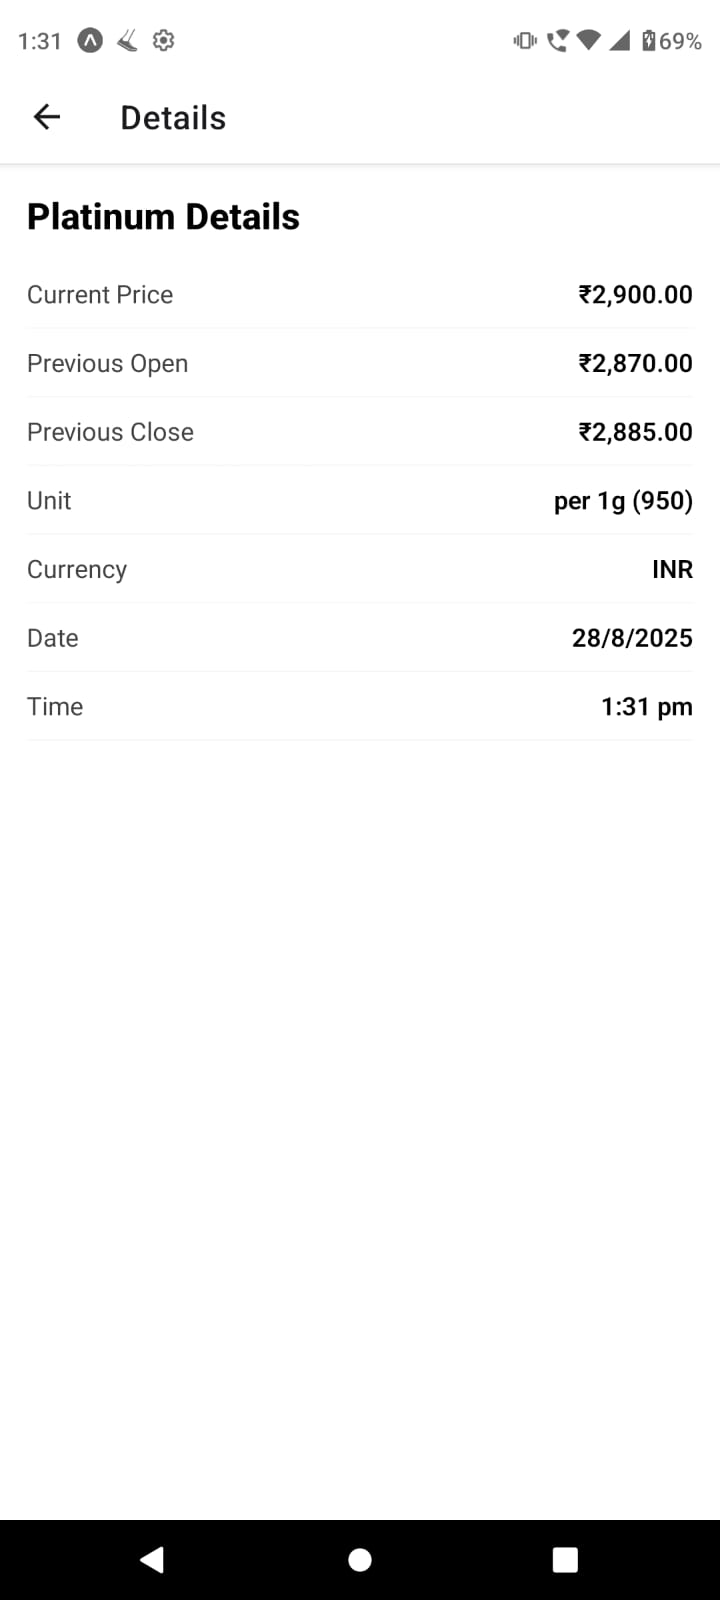 1:31 69%
Details
Platinum Details
Current Price ₹2,900.00
Previous Open ₹2,870.00
Previous Close ₹2,885.00
Unit per 1g (950)
Currency INR
Date 28/8/2025
Time 1:31 pm